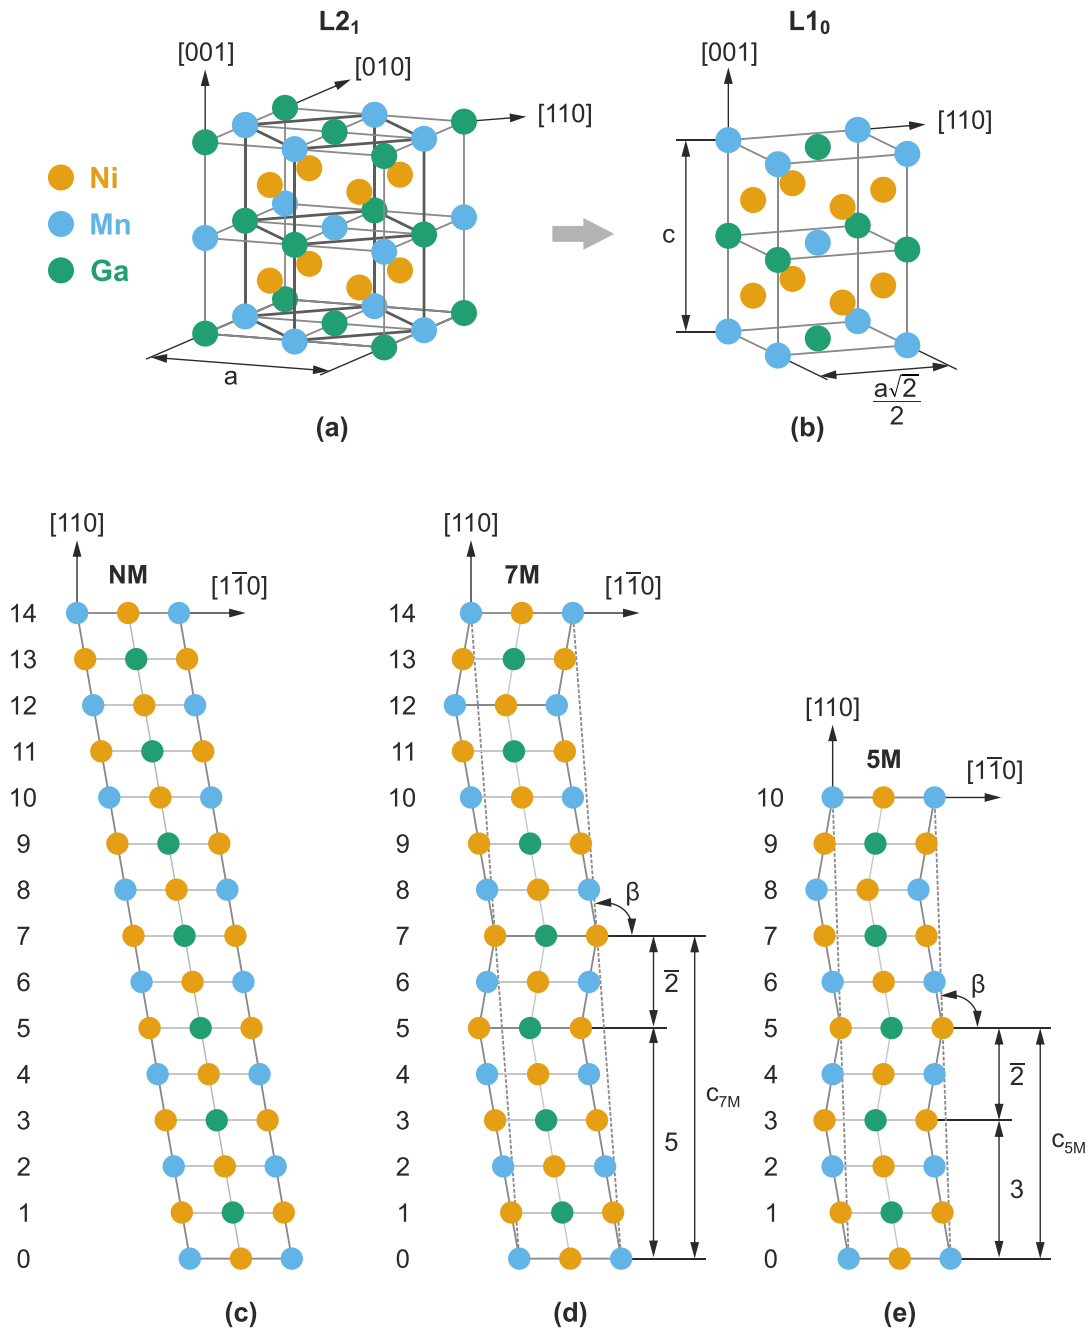 L2₁
L1₀
[001]
[010]
[110]
[001]
[110]
Ni
Mn
Ga
c
a
a√2
2
(a)
(b)
[110]
NM
[11̅0]
14
13
12
11
10
9
8
7
6
5
4
3
2
1
0
(c)
[110]
7M
[11̅0]
14
13
12
11
10
9
8
7
6
5
4
3
2
1
0
β
2̅
5
c₇M
(d)
[110]
5M
[11̅0]
10
9
8
7
6
5
4
3
2
1
0
β
2̅
3
c₅M
(e)